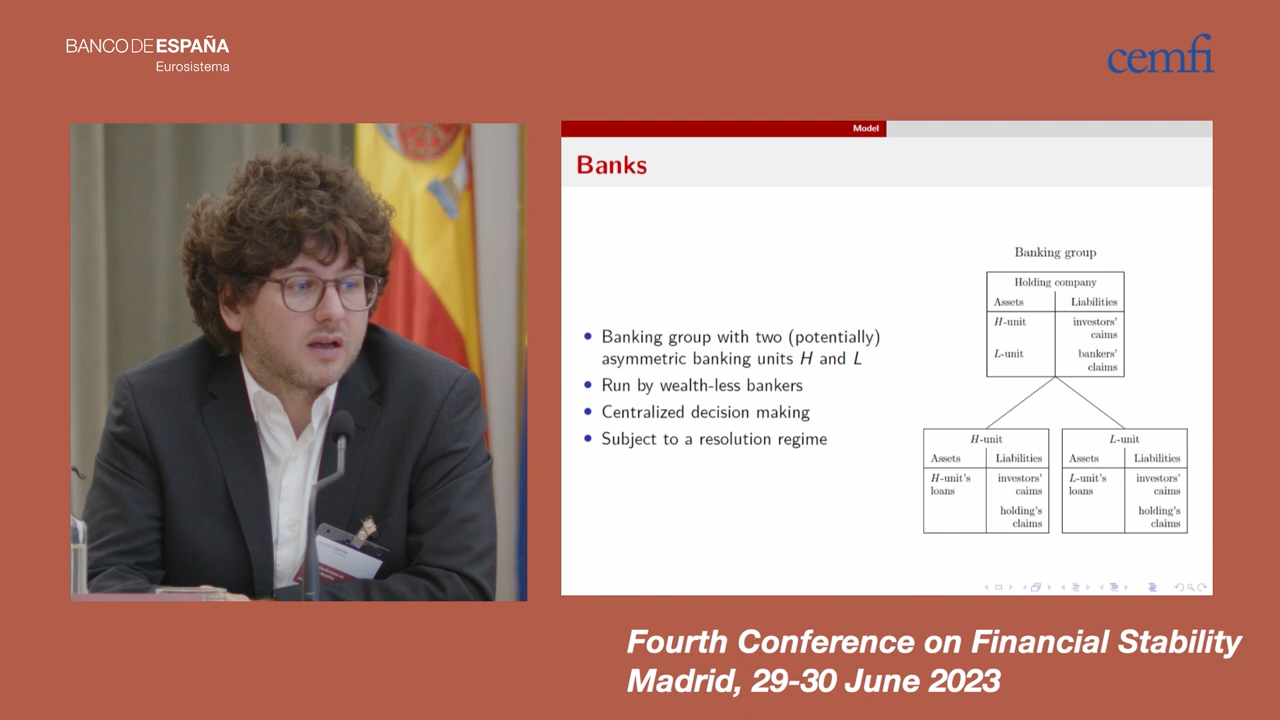 BANCO DE ESPAÑA
Eurosistema
cemfi
Model
Banks
Banking group with two (potentially)
asymmetric banking units H and L
Run by wealth-less bankers
Centralized decision making
Subject to a resolution regime
Banking group
Holding company
Assets Liabilities
H-unit investors'
caims
L-unit bankers'
claims
H-unit
Assets Liabilities
H-unit's investors'
loans caims
holding's
claims
L-unit
Assets Liabilities
L-unit's investors'
loans caims
holding's
claims
Fourth Conference on Financial Stability
Madrid, 29-30 June 2023